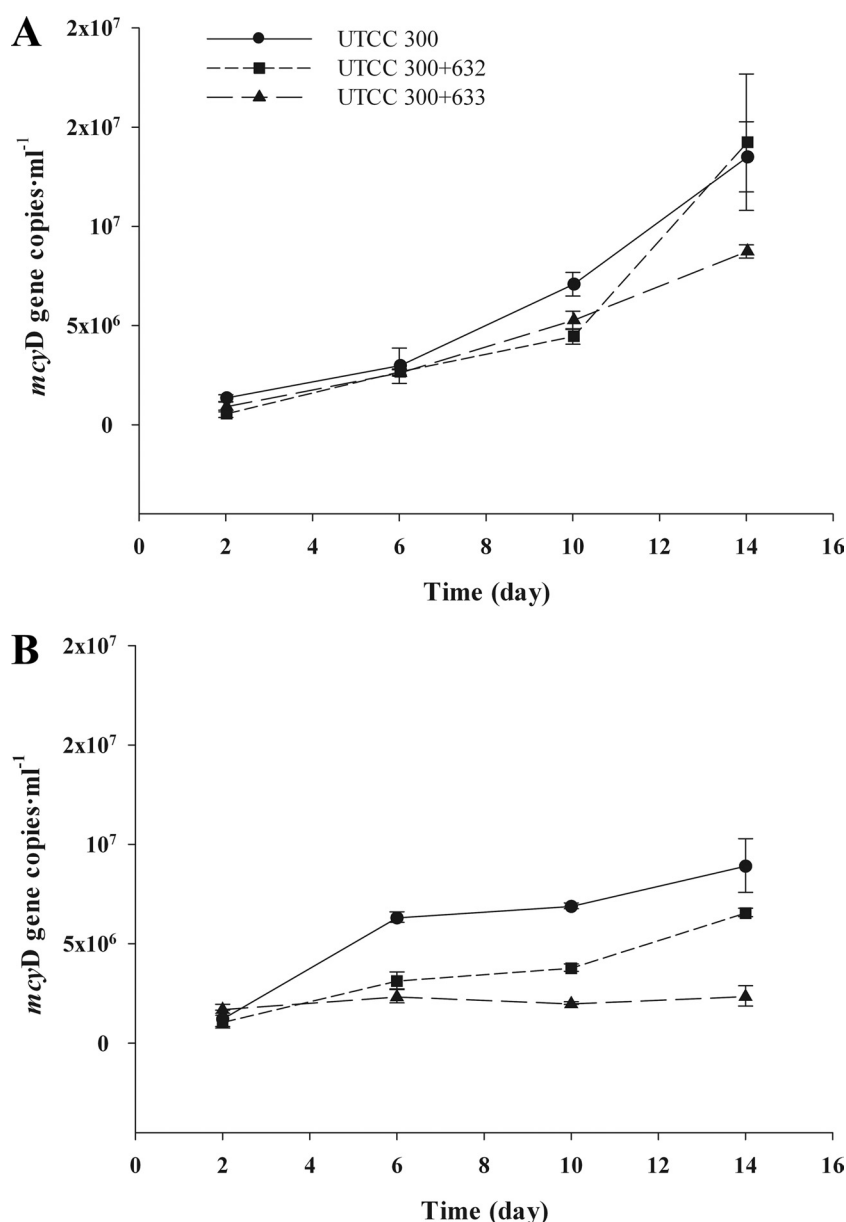 A
2x10⁷
2x10⁷
10⁷
5x10⁶
0
mcyD gene copies·ml⁻¹
UTCC 300
UTCC 300+632
UTCC 300+633
0 2 4 6 8 10 12 14 16
Time (day)
B
2x10⁷
2x10⁷
10⁷
5x10⁶
0
mcyD gene copies·ml⁻¹
0 2 4 6 8 10 12 14 16
Time (day)